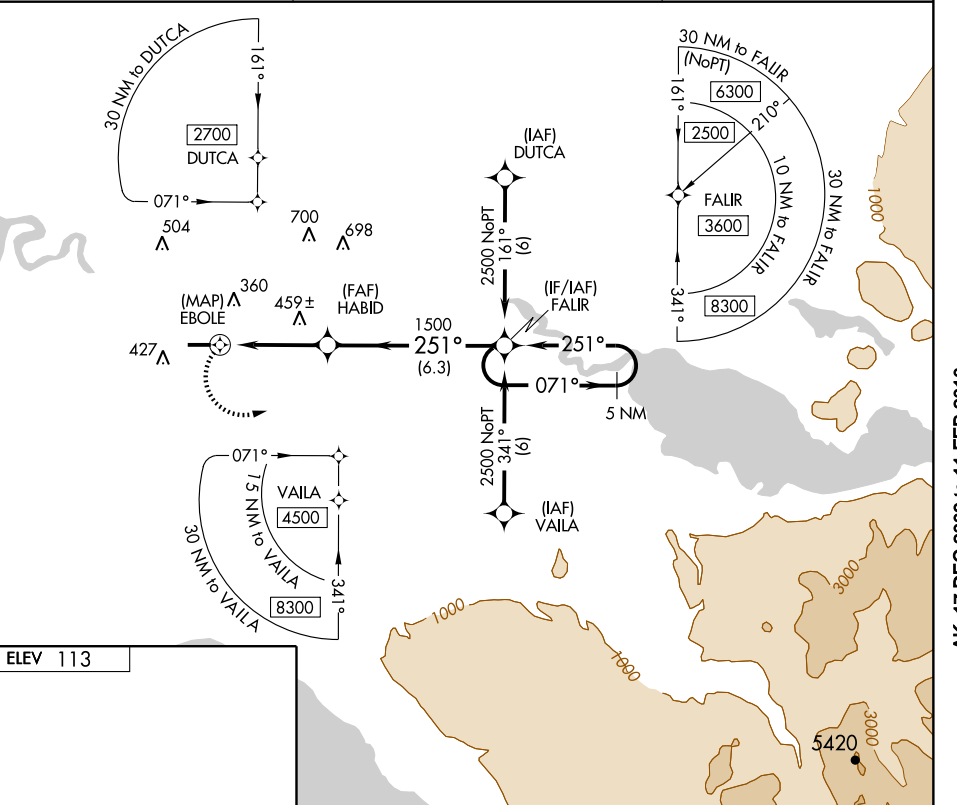 30 NM to DUTCA
161°
2700
DUTCA
071°
504
700
698
(IAF)
DUTCA
2500 NoPT
161°
(6)
30 NM to FALIR
(NoPT)
6300
161°
210°
2500
FALIR
3600
10 NM to FALIR
30 NM to FALIR
341°
8300
1000
(MAP)
EBOLE
360
459±
(FAF)
HABID
427
1500
251°
(6.3)
(IF/IAF)
FALIR
251°
071°
5 NM
2500 NoPT
341°
(6)
(IAF)
VAILA
071°
VAILA
4500
15 NM to VAILA
30 NM to VAILA
8300
341°
1000
1000
3000
3000
5420
ELEV 113